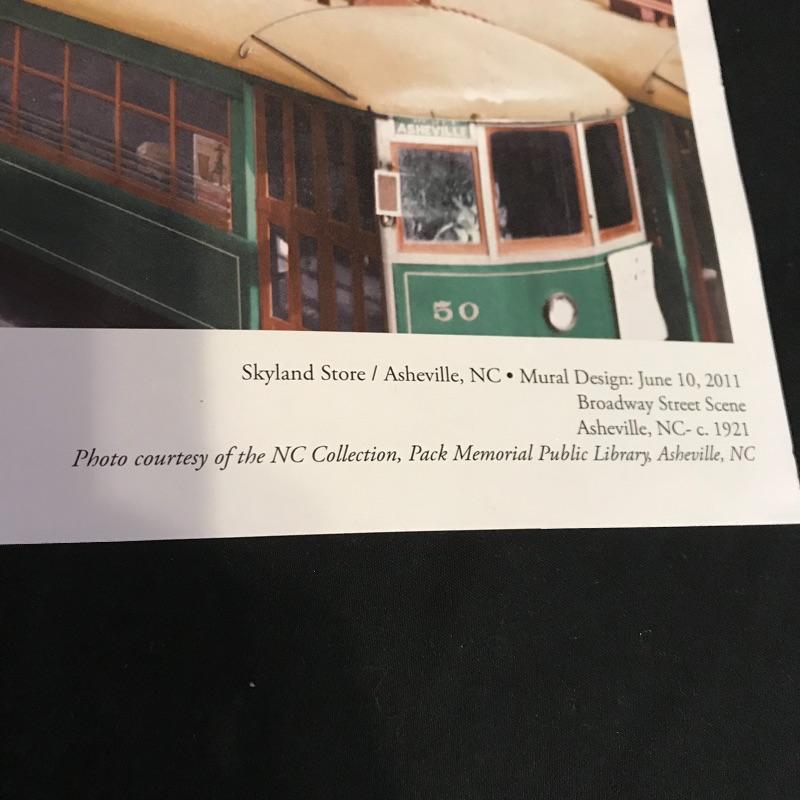 ASHEVILLE
50
Skyland Store / Asheville, NC • Mural Design: June 10, 2011
Broadway Street Scene
Asheville, NC- c. 1921
Photo courtesy of the NC Collection, Pack Memorial Public Library, Asheville, NC